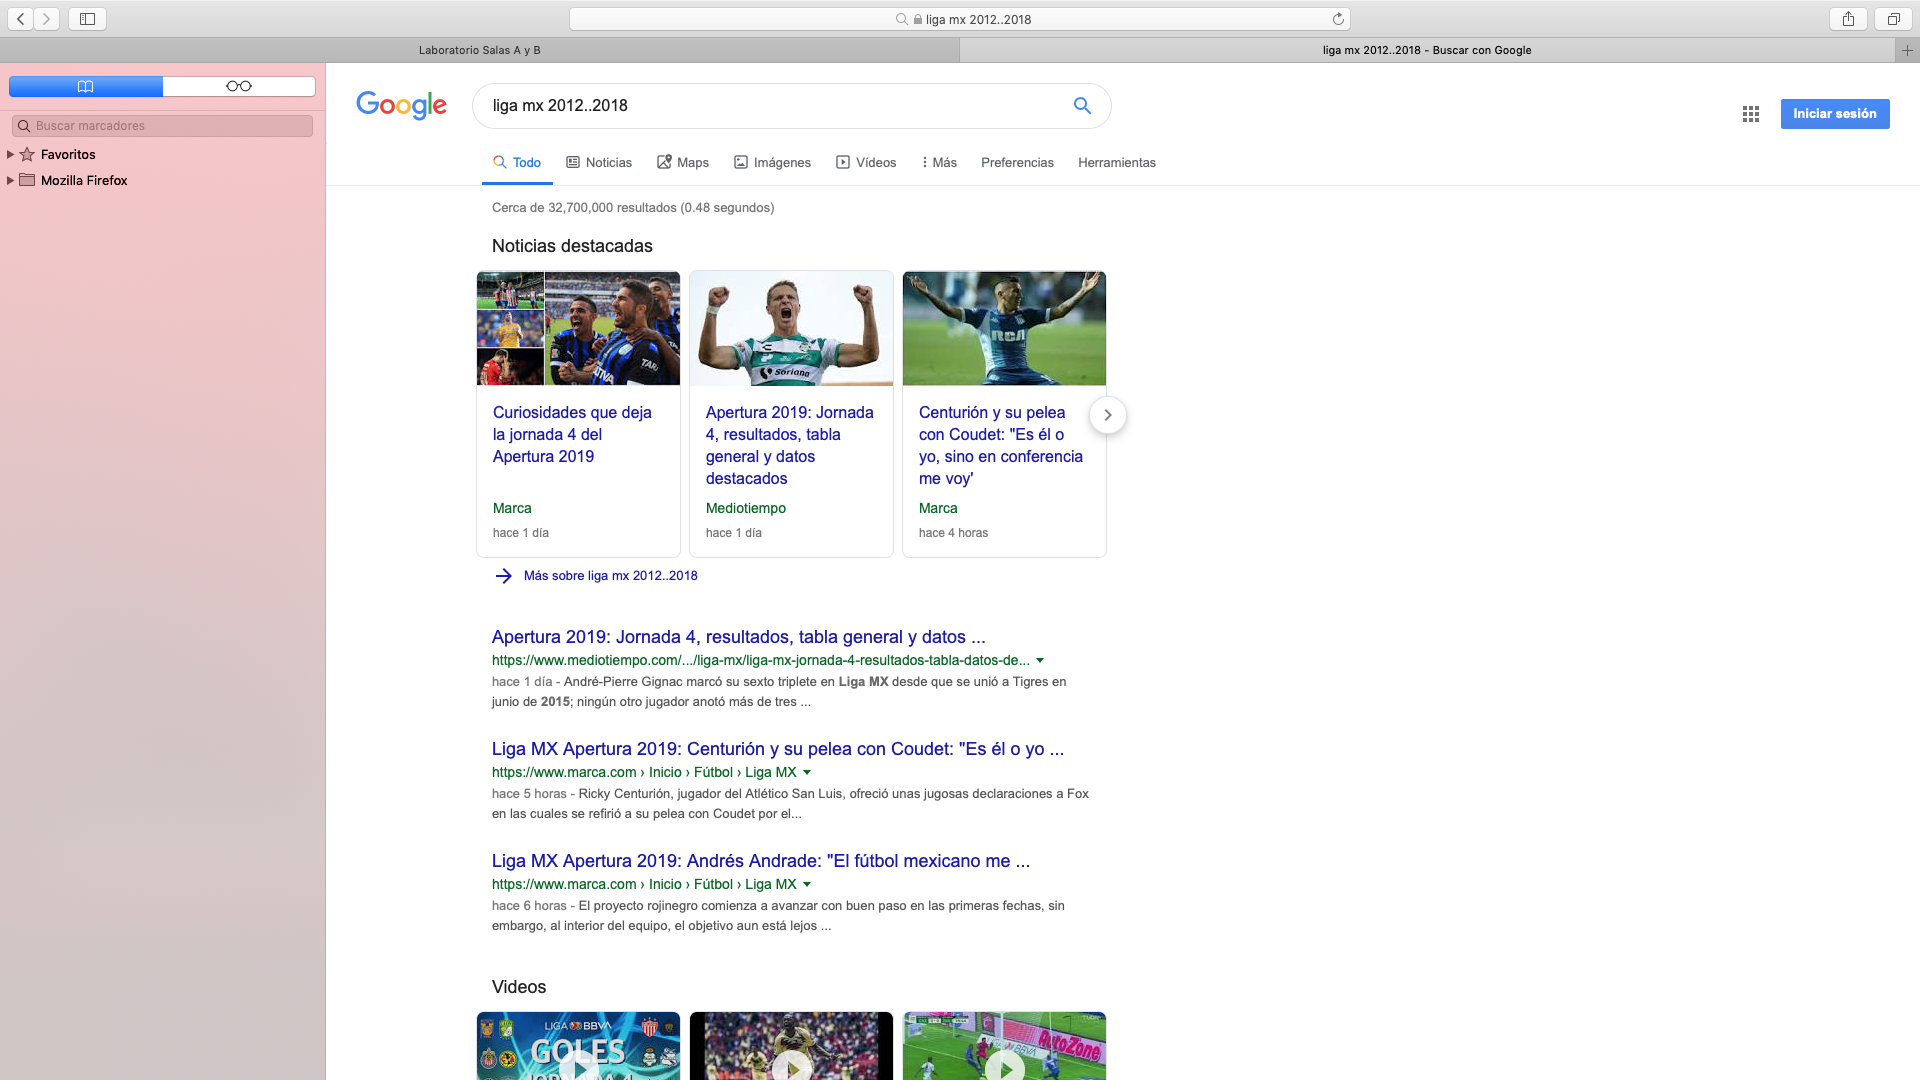 liga mx 2012..2018
Laboratorio Salas A y B
liga mx 2012..2018 - Buscar con Google
Buscar marcadores
Favoritos
Mozilla Firefox
Google
liga mx 2012..2018
Iniciar sesión
Todo
Noticias
Maps
Imágenes
Vídeos
Más
Preferencias
Herramientas
Cerca de 32,700,000 resultados (0.48 segundos)
Noticias destacadas
Soriana
RCA
Curiosidades que deja
la jornada 4 del
Apertura 2019
Marca
hace 1 día
Apertura 2019: Jornada
4, resultados, tabla
general y datos
destacados
Mediotiempo
hace 1 día
Centurión y su pelea
con Coudet: "Es él o
yo, sino en conferencia
me voy'
Marca
hace 4 horas
Más sobre liga mx 2012..2018
Apertura 2019: Jornada 4, resultados, tabla general y datos ...
https://www.mediotiempo.com/.../liga-mx/liga-mx-jornada-4-resultados-tabla-datos-de...
hace 1 día - André-Pierre Gignac marcó su sexto triplete en Liga MX desde que se unió a Tigres en
junio de 2015; ningún otro jugador anotó más de tres ...
Liga MX Apertura 2019: Centurión y su pelea con Coudet: "Es él o yo ...
https://www.marca.com › Inicio › Fútbol › Liga MX
hace 5 horas - Ricky Centurión, jugador del Atlético San Luis, ofreció unas jugosas declaraciones a Fox
en las cuales se refirió a su pelea con Coudet por el...
Liga MX Apertura 2019: Andrés Andrade: "El fútbol mexicano me ...
https://www.marca.com › Inicio › Fútbol › Liga MX
hace 6 horas - El proyecto rojinegro comienza a avanzar con buen paso en las primeras fechas, sin
embargo, al interior del equipo, el objetivo aun está lejos ...
Videos
LIGA BBVA
GOLES
JORNADA 4
AutoZone
BBVA